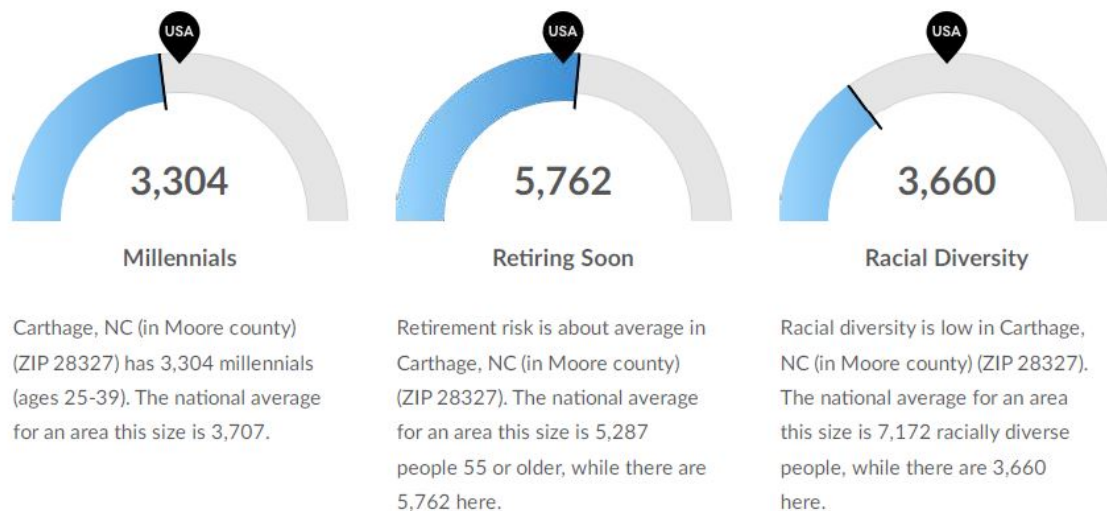 USA
3,304
Millennials
Carthage, NC (in Moore county)
(ZIP 28327) has 3,304 millennials
(ages 25-39). The national average
for an area this size is 3,707.
USA
5,762
Retiring Soon
Retirement risk is about average in
Carthage, NC (in Moore county)
(ZIP 28327). The national average
for an area this size is 5,287
people 55 or older, while there are
5,762 here.
USA
3,660
Racial Diversity
Racial diversity is low in Carthage,
NC (in Moore county) (ZIP 28327).
The national average for an area
this size is 7,172 racially diverse
people, while there are 3,660
here.